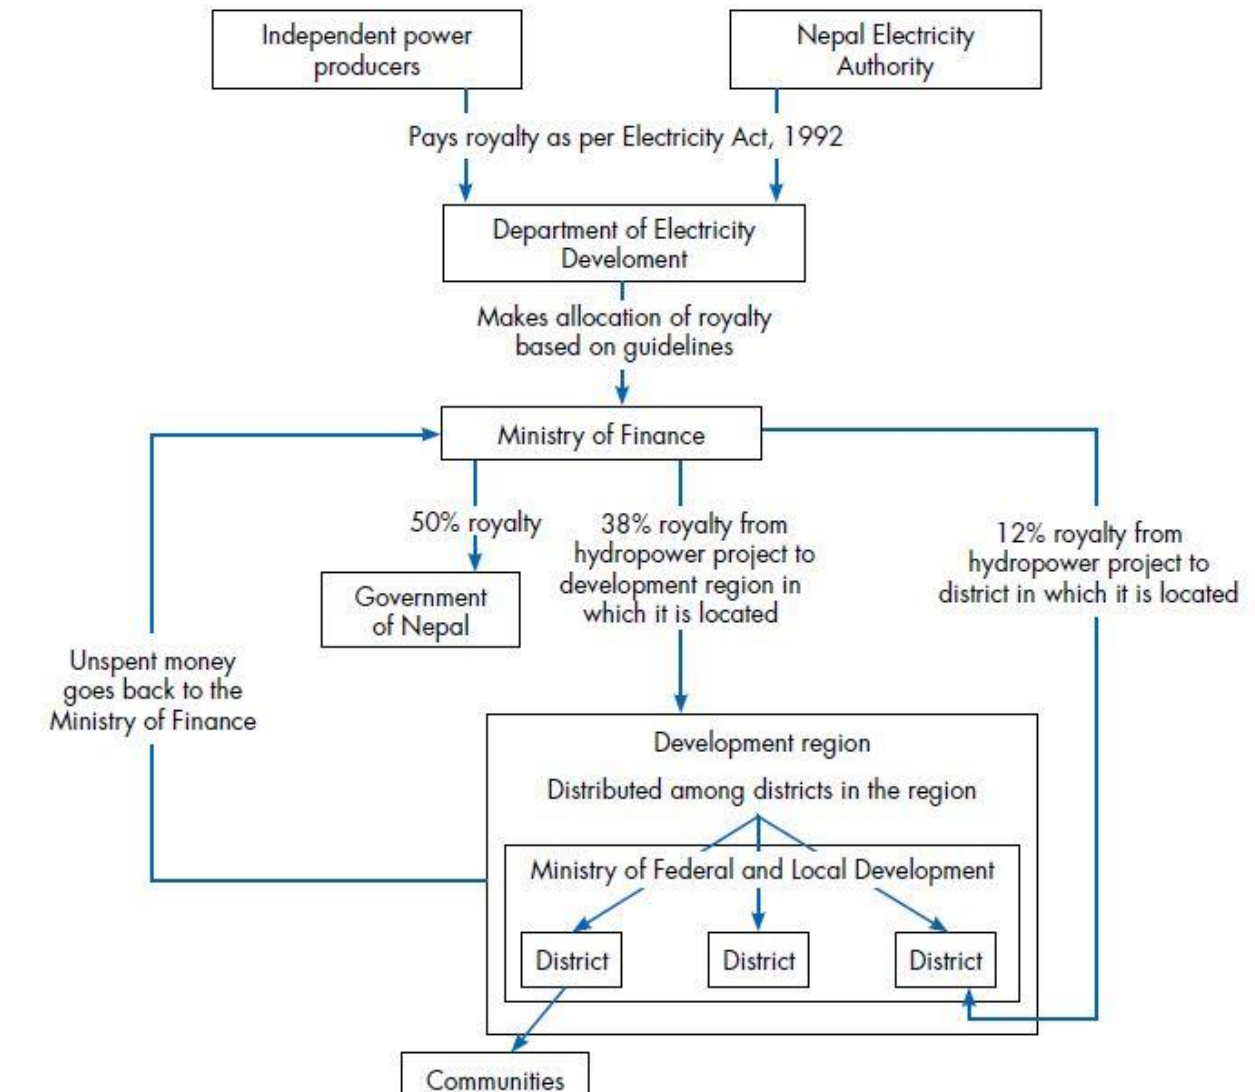 Independent power
producers
Nepal Electricity
Authority
Pays royalty as per Electricity Act, 1992
Department of Electricity
Develoment
Makes allocation of royalty
based on guidelines
Ministry of Finance
50% royalty
38% royalty from
hydropower project to
development region in
which it is located
12% royalty from
hydropower project to
district in which it is located
Government
of Nepal
Unspent money
goes back to the
Ministry of Finance
Development region
Distributed among districts in the region
Ministry of Federal and Local Development
District
District
District
Communities